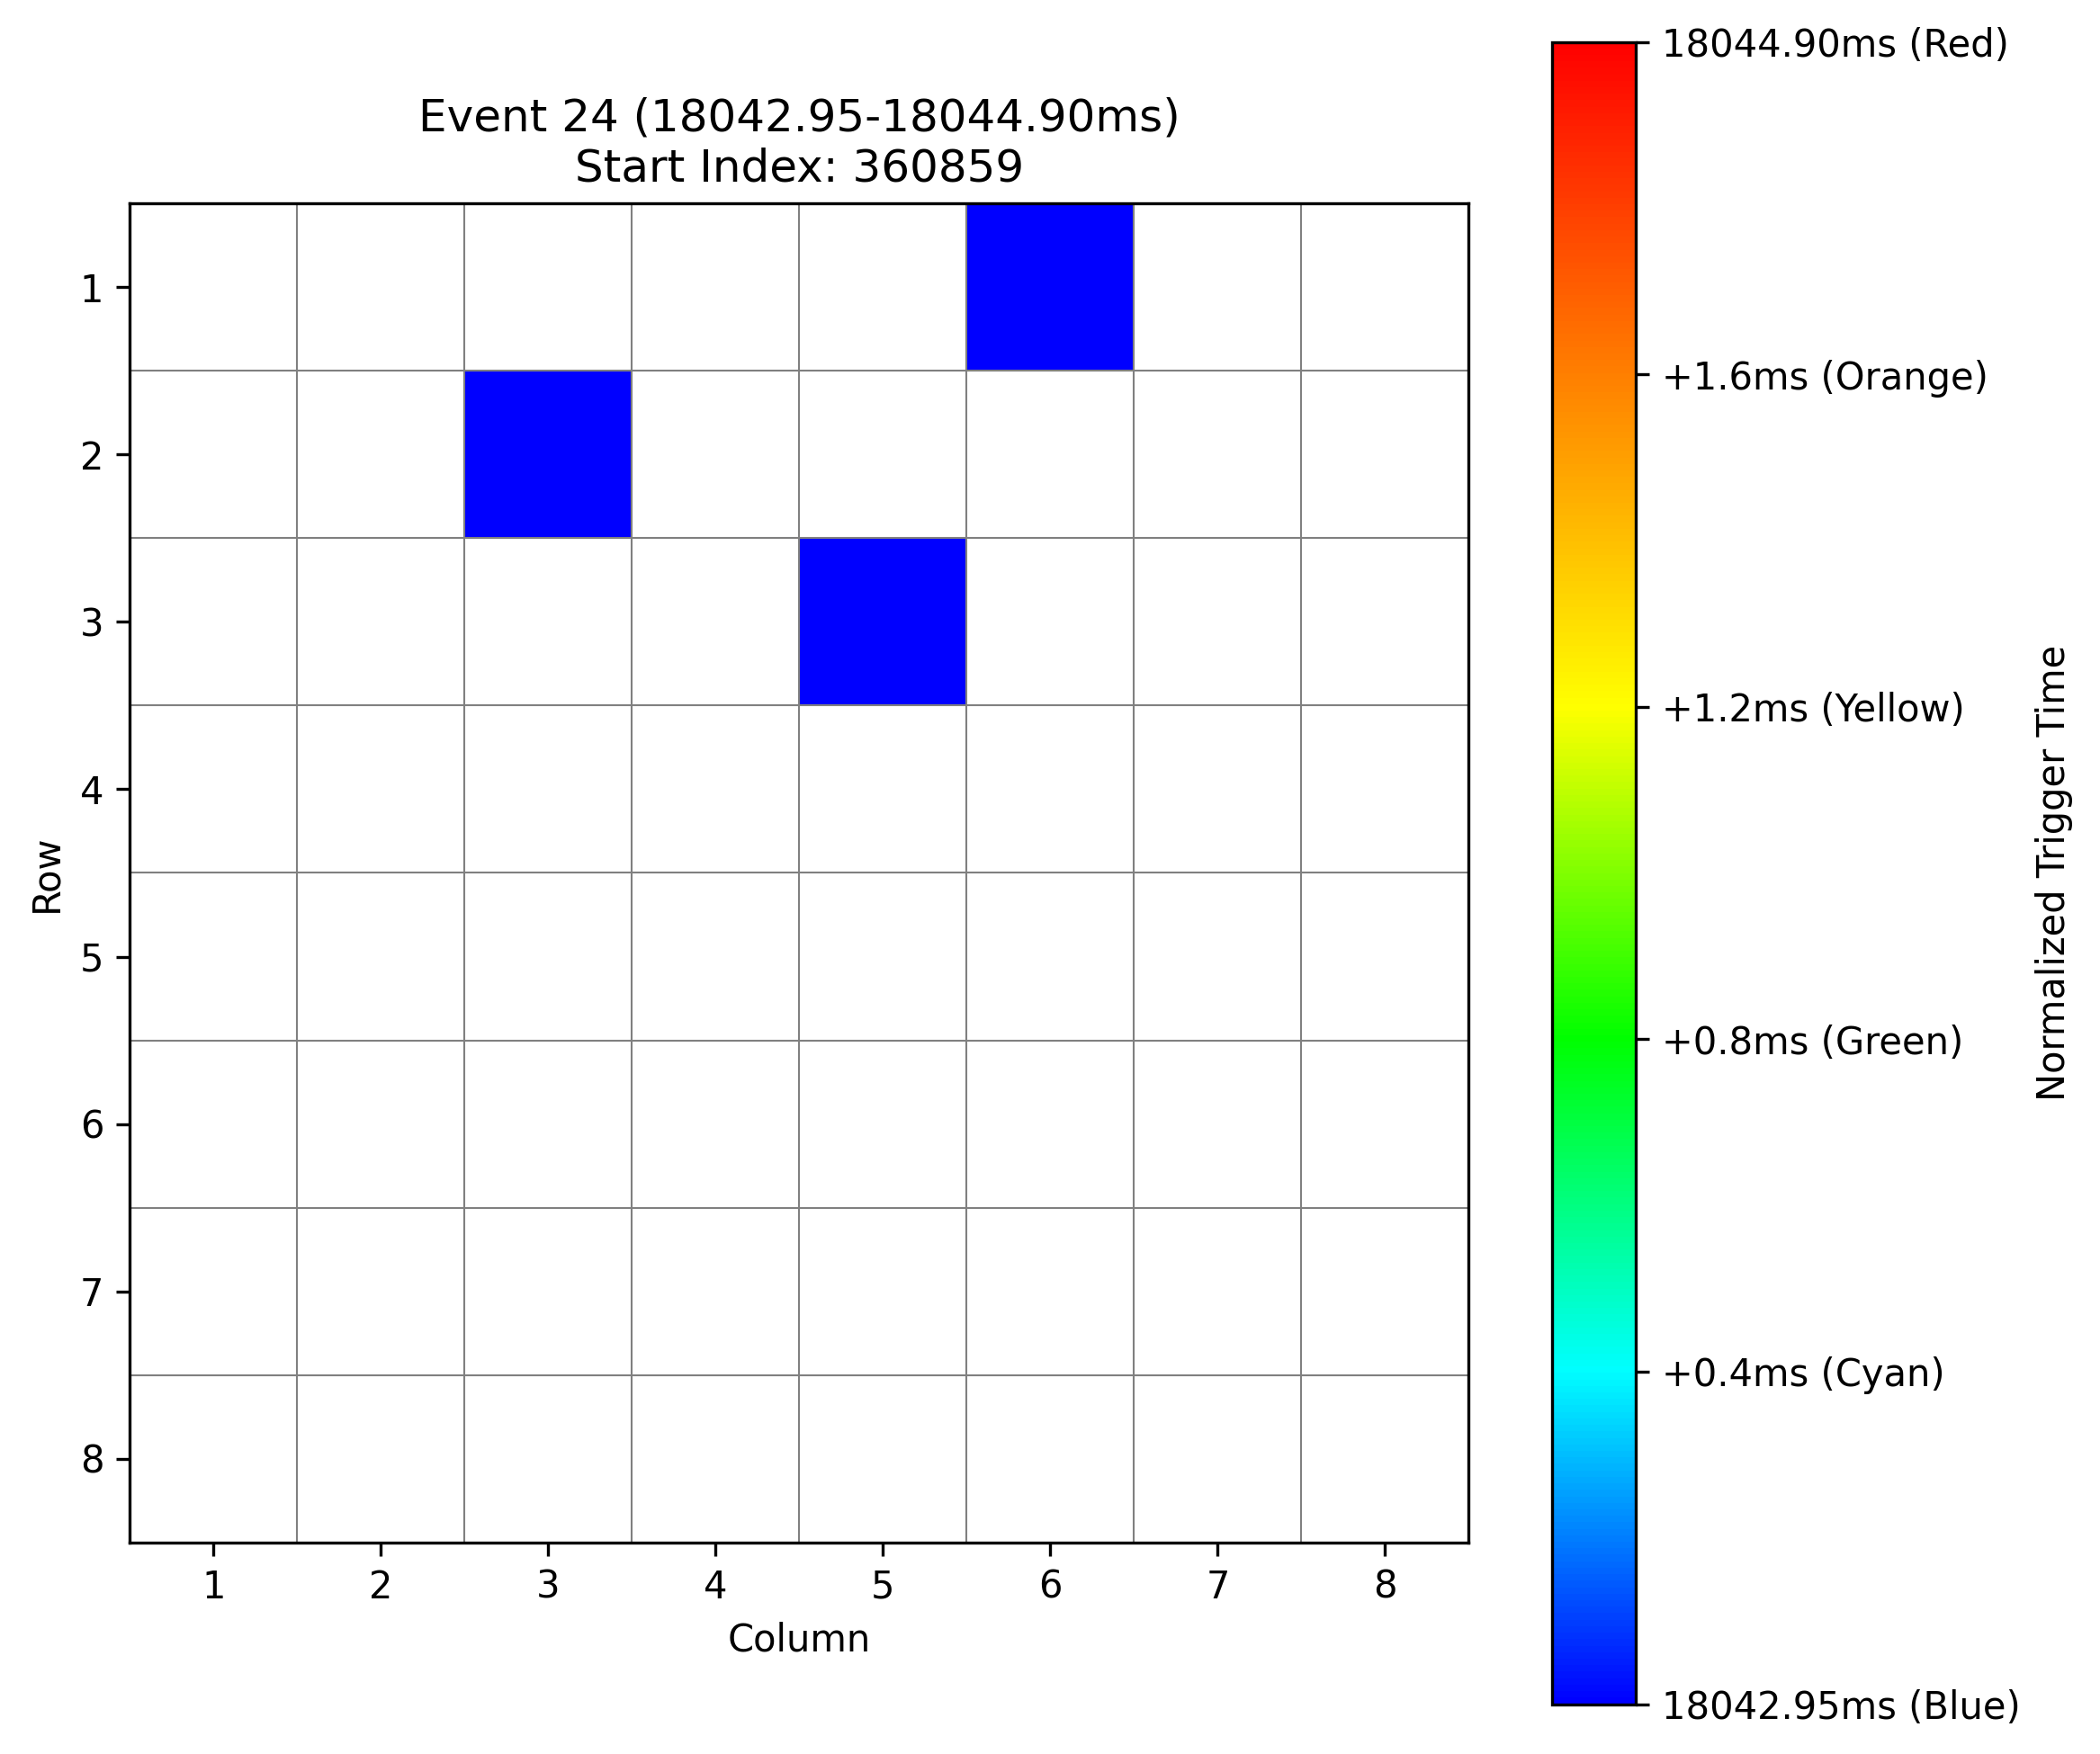 Event 24 (18042.95-18044.90ms)
Start Index: 360859
Row
1
2
3
4
5
6
7
8
1 2 3 4 5 6 7 8
Column
18044.90ms (Red)
+1.6ms (Orange)
+1.2ms (Yellow)
+0.8ms (Green)
+0.4ms (Cyan)
18042.95ms (Blue)
Normalized Trigger Time